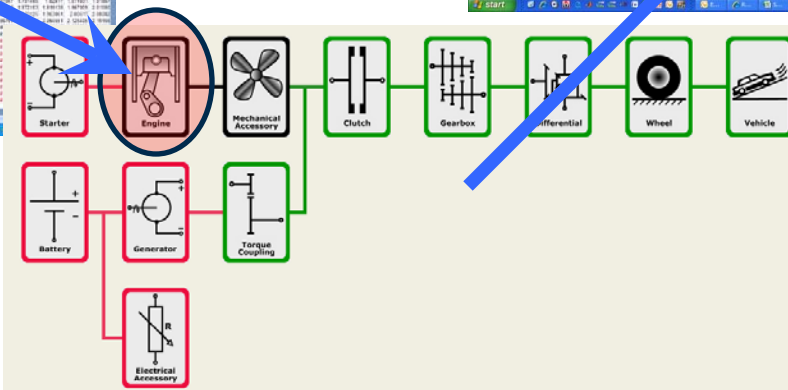 start
Starter
Engine
Mechanical
Accessory
Clutch
Gearbox
Differential
Wheel
Vehicle
+
−
R
Battery
Generator
Torque
Coupling
Electrical
Accessory